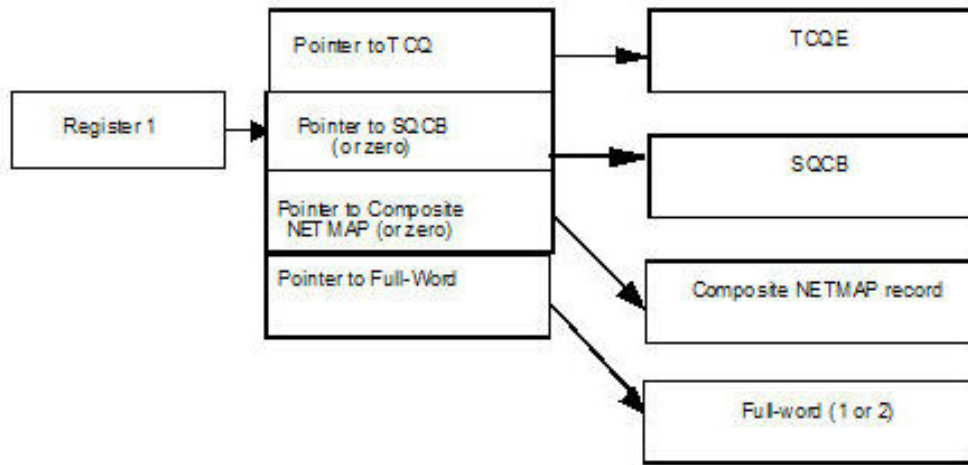 Pointer to TCQ
TCQE
Register 1
Pointer to SQCB
(or zero)
SQCB
Pointer to Composite
NETMAP (or zero)
Pointer to Full-Word
Composite NETMAP record
Full-word (1 or 2)